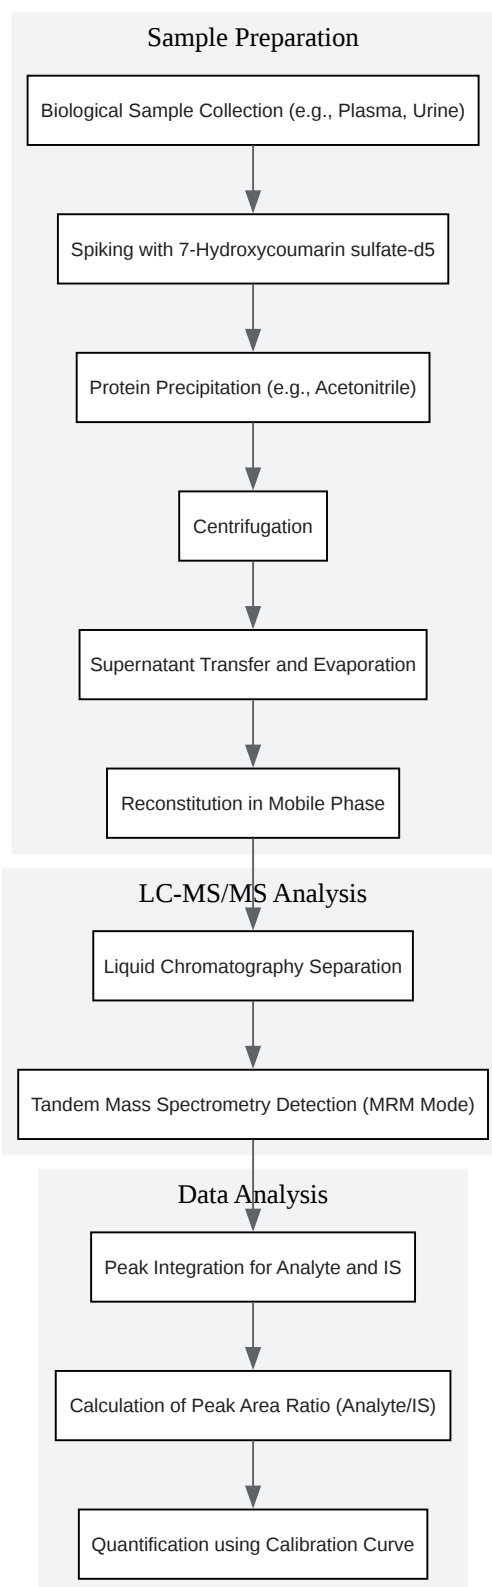 Sample Preparation
Biological Sample Collection (e.g., Plasma, Urine)
Spiking with 7-Hydroxycoumarin sulfate-d5
Protein Precipitation (e.g., Acetonitrile)
Centrifugation
Supernatant Transfer and Evaporation
Reconstitution in Mobile Phase
LC-MS/MS Analysis
Liquid Chromatography Separation
Tandem Mass Spectrometry Detection (MRM Mode)
Data Analysis
Peak Integration for Analyte and IS
Calculation of Peak Area Ratio (Analyte/IS)
Quantification using Calibration Curve